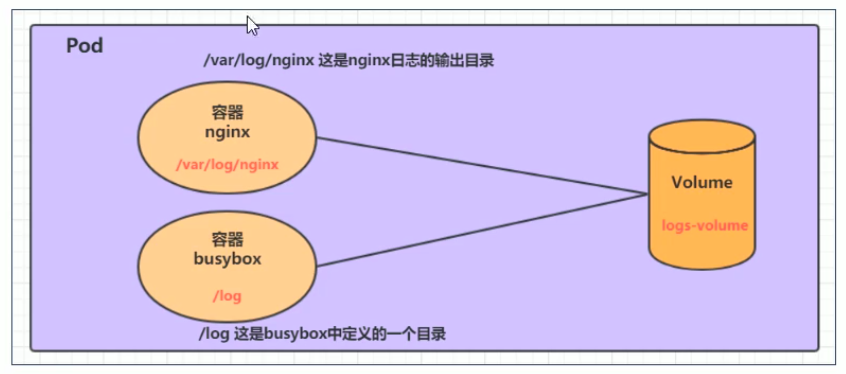 Pod
/var/log/nginx 这是nginx日志的输出目录
容器
nginx
/var/log/nginx
Volume
logs-volume
容器
busybox
/log
/log 这是busybox中定义的一个目录